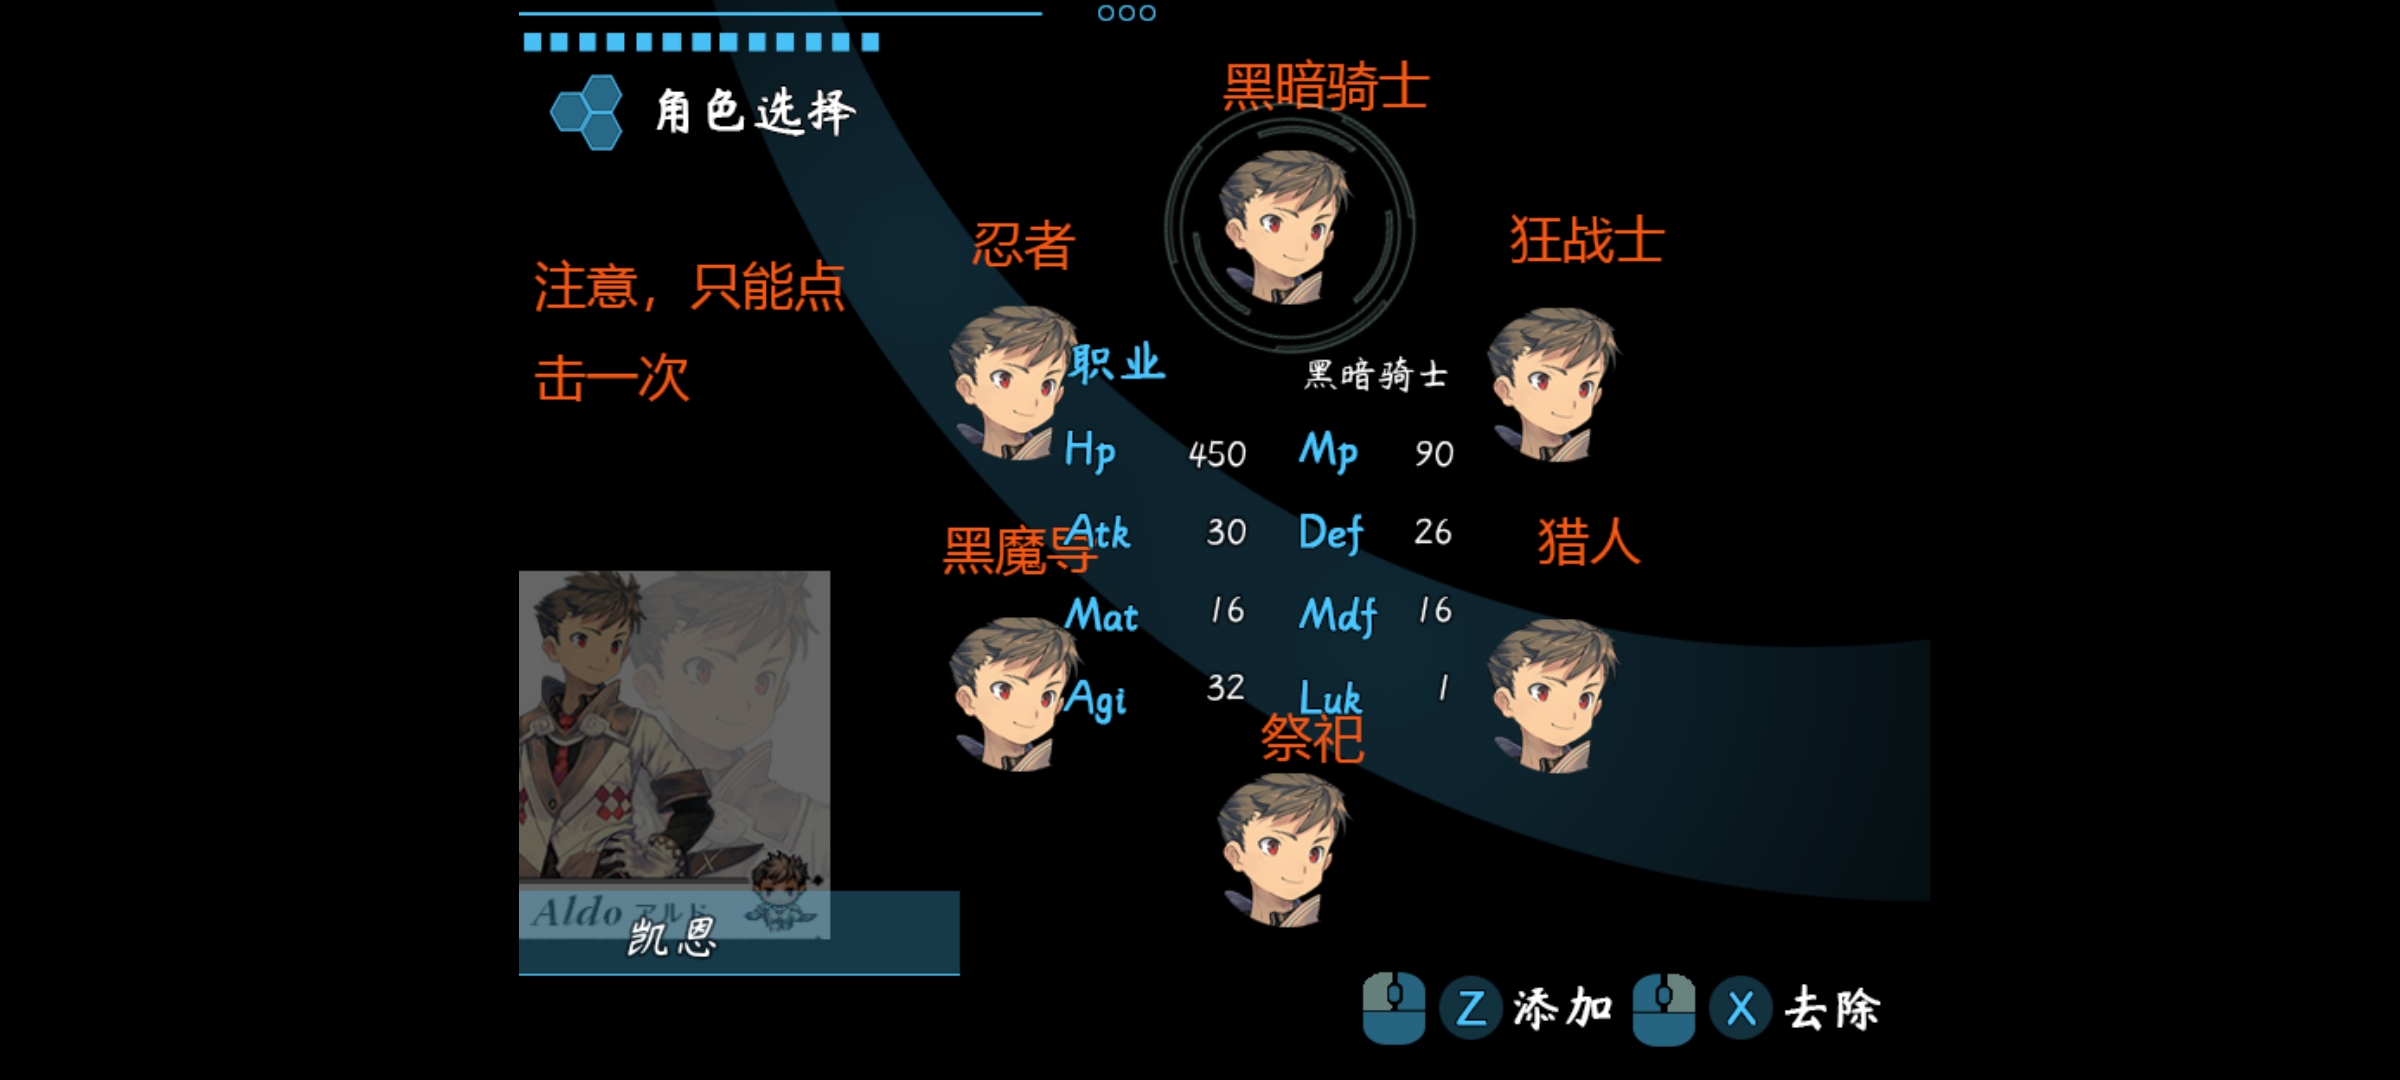 角色选择
黑暗骑士
忍者
狂战士
注意，只能点
击一次
职业 黑暗骑士
Hp 450 Mp 90
Atk 30 Def 26
黑魔导
猎人
Mat 16 Mdf 16
Agi 32 Luk 1
祭祀
Aldo アルド
凯恩
Z 添加 X 去除